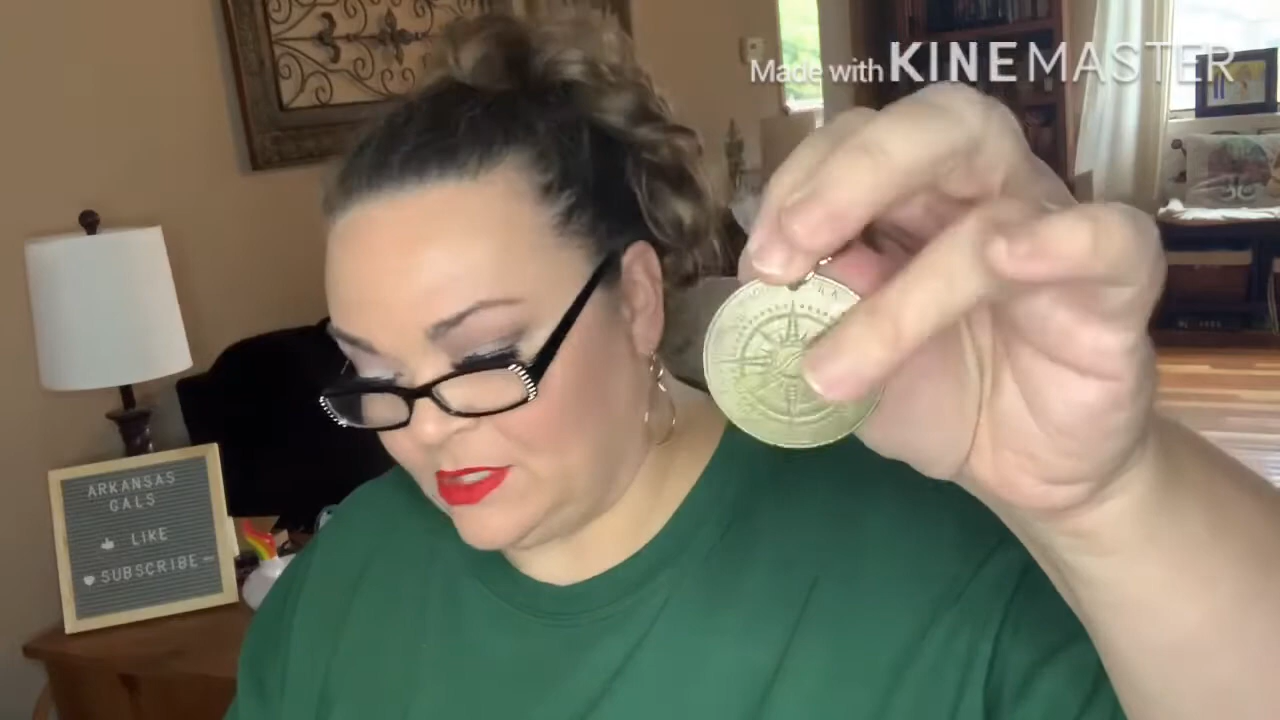 Made with KINEMASTER
ARKANSAS
GALS
LIKE
SUBSCRIBE